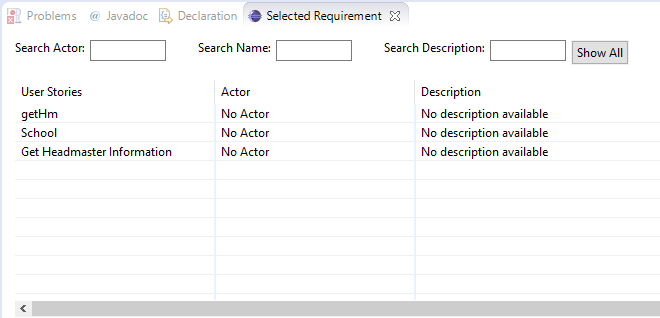 Problems @ Javadoc Declaration Selected Requirement
Search Actor: Search Name: Search Description: Show All
User Stories Actor Description
getHm No Actor No description available
School No Actor No description available
Get Headmaster Information No Actor No description available